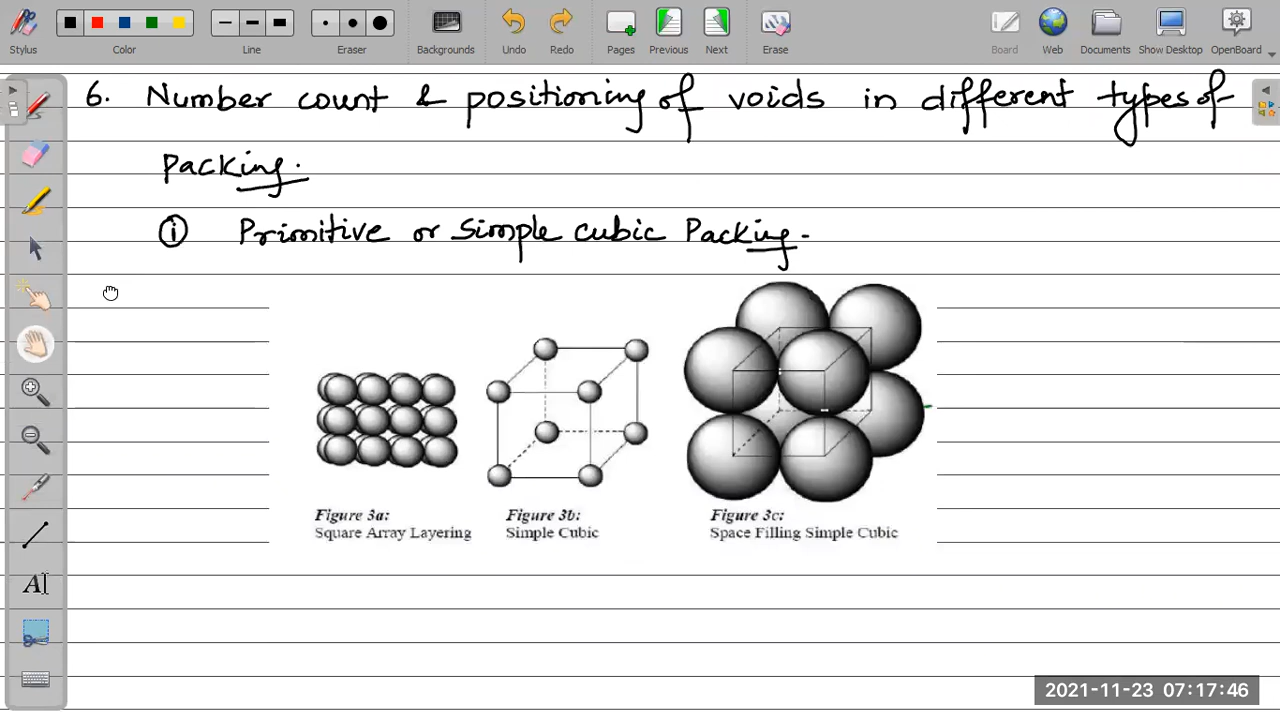 Stylus Color Line Eraser Backgrounds Undo Redo Pages Previous Next Erase Board Web Documents Show Desktop OpenBoard
6. Number count & positioning of voids in different types of
Packing.
i Primitive or simple cubic Packing.
Figure 3a: Figure 3b: Figure 3c:
Square Array Layering Simple Cubic Space Filling Simple Cubic
AI
2021-11-23 07:17:46